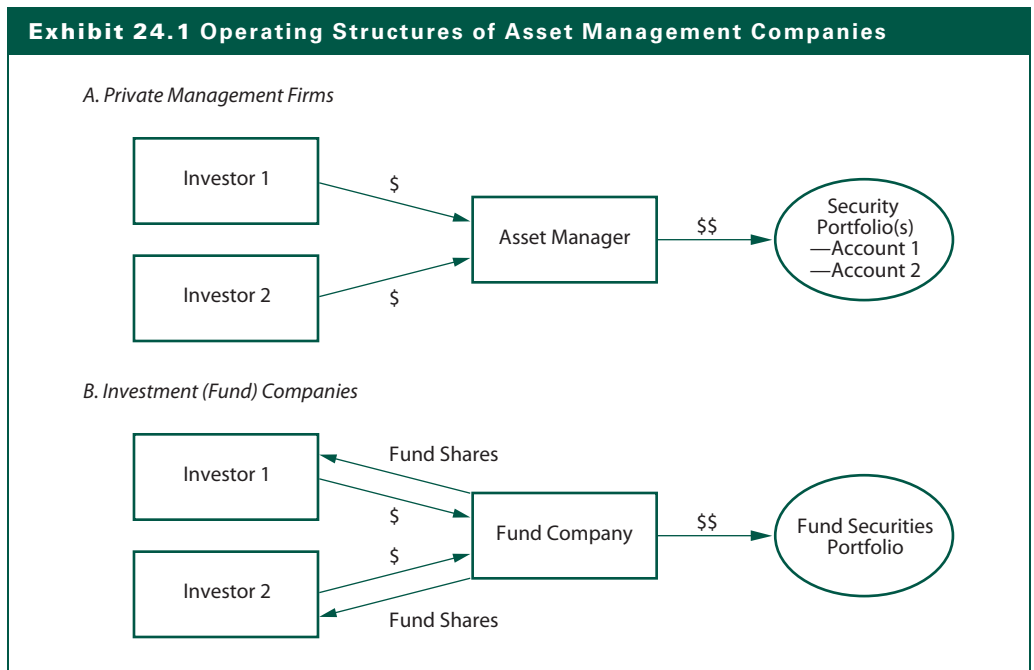 Exhibit 24.1 Operating Structures of Asset Management Companies
A. Private Management Firms
Investor 1
$
Asset Manager
$$
Security
Portfolio(s)
—Account 1
—Account 2
Investor 2
$
B. Investment (Fund) Companies
Investor 1
Fund Shares
$
Fund Company
$$
Fund Securities
Portfolio
Investor 2
$
Fund Shares